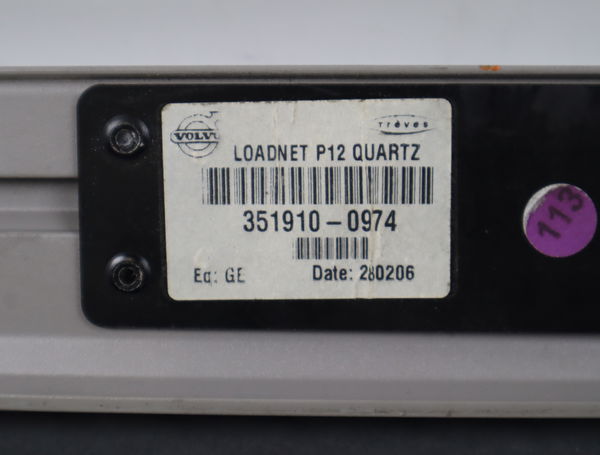 VOLVO
Trèves
LOADNET P12 QUARTZ
351910-0974
Eq: GE
Date: 280206
113